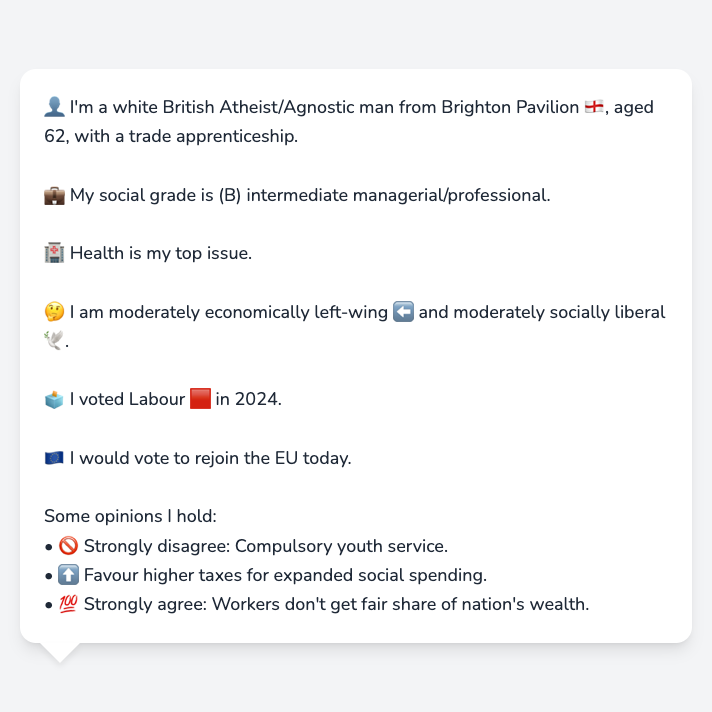 👤 I'm a white British Atheist/Agnostic man from Brighton Pavilion 🏴󠁧󠁢󠁥󠁮󠁧󠁿, aged
62, with a trade apprenticeship.
💼 My social grade is (B) intermediate managerial/professional.
🏥 Health is my top issue.
🤔 I am moderately economically left-wing ⬅️ and moderately socially liberal
🕊️.
🗳️ I voted Labour 🟥 in 2024.
🇪🇺 I would vote to rejoin the EU today.
Some opinions I hold:
• 🚫 Strongly disagree: Compulsory youth service.
• ⬆️ Favour higher taxes for expanded social spending.
• 💯 Strongly agree: Workers don't get fair share of nation's wealth.